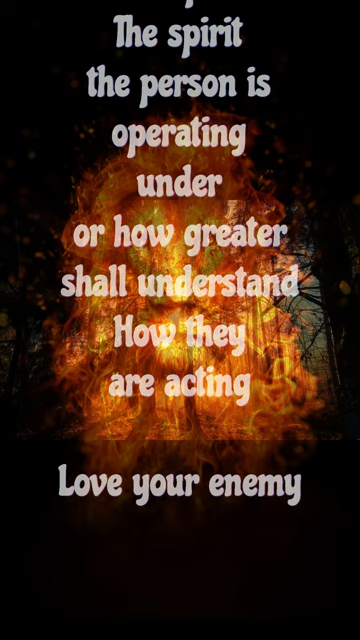 The spirit
the person is
operating
under
or how greater
shall understand
How they
are acting
Love your enemy